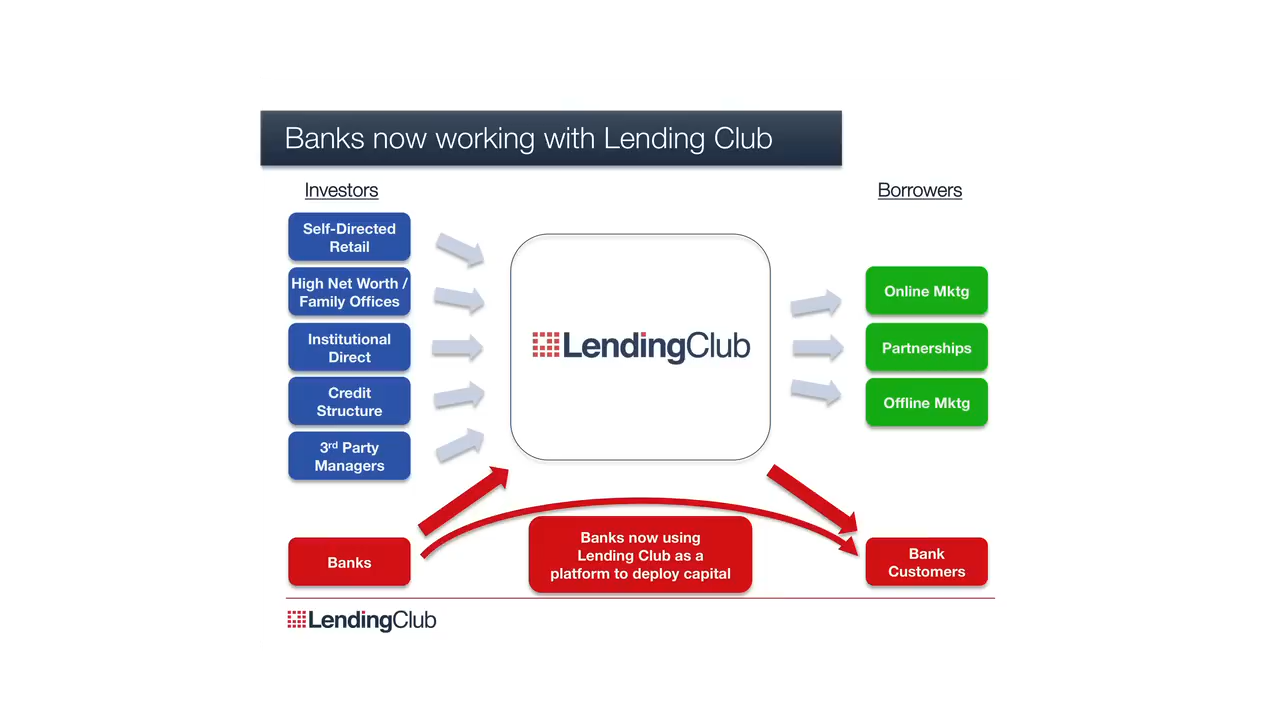 Banks now working with Lending Club
Investors
Borrowers
Self-Directed
Retail
High Net Worth /
Family Offices
Institutional
Direct
Credit
Structure
3rd Party
Managers
LendingClub
Online Mktg
Partnerships
Offline Mktg
Banks
Banks now using
Lending Club as a
platform to deploy capital
Bank
Customers
LendingClub